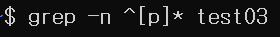 $ grep -n ^[p]* test03